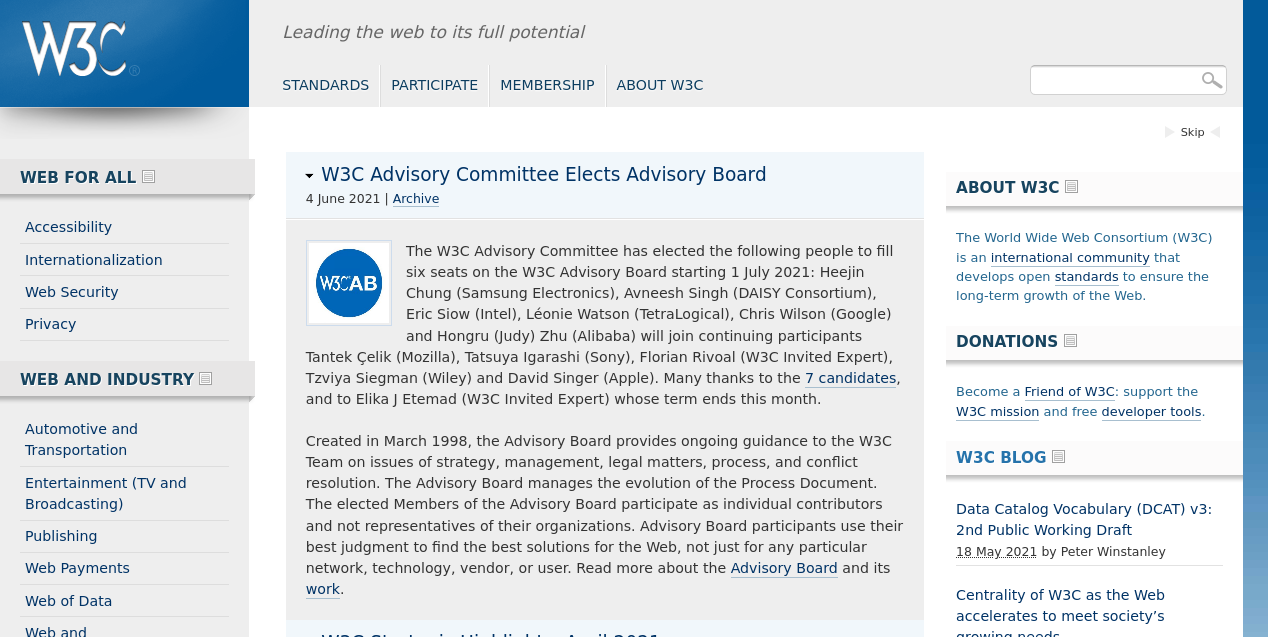 W3C®
Leading the web to its full potential
STANDARDS PARTICIPATE MEMBERSHIP ABOUT W3C
Skip
WEB FOR ALL
Accessibility
Internationalization
Web Security
Privacy
WEB AND INDUSTRY
Automotive and
Transportation
Entertainment (TV and
Broadcasting)
Publishing
Web Payments
Web of Data
Web and
W3C Advisory Committee Elects Advisory Board
4 June 2021 | Archive
W3C AB
The W3C Advisory Committee has elected the following people to fill
six seats on the W3C Advisory Board starting 1 July 2021: Heejin
Chung (Samsung Electronics), Avneesh Singh (DAISY Consortium),
Eric Siow (Intel), Léonie Watson (TetraLogical), Chris Wilson (Google)
and Hongru (Judy) Zhu (Alibaba) will join continuing participants
Tantek Çelik (Mozilla), Tatsuya Igarashi (Sony), Florian Rivoal (W3C Invited Expert),
Tzviya Siegman (Wiley) and David Singer (Apple). Many thanks to the 7 candidates,
and to Elika J Etemad (W3C Invited Expert) whose term ends this month.
Created in March 1998, the Advisory Board provides ongoing guidance to the W3C
Team on issues of strategy, management, legal matters, process, and conflict
resolution. The Advisory Board manages the evolution of the Process Document.
The elected Members of the Advisory Board participate as individual contributors
and not representatives of their organizations. Advisory Board participants use their
best judgment to find the best solutions for the Web, not just for any particular
network, technology, vendor, or user. Read more about the Advisory Board and its
work.
W3C Strategic Highlights April 2021
ABOUT W3C
The World Wide Web Consortium (W3C)
is an international community that
develops open standards to ensure the
long-term growth of the Web.
DONATIONS
Become a Friend of W3C: support the
W3C mission and free developer tools.
W3C BLOG
Data Catalog Vocabulary (DCAT) v3:
2nd Public Working Draft
18 May 2021 by Peter Winstanley
Centrality of W3C as the Web
accelerates to meet society’s
growing needs